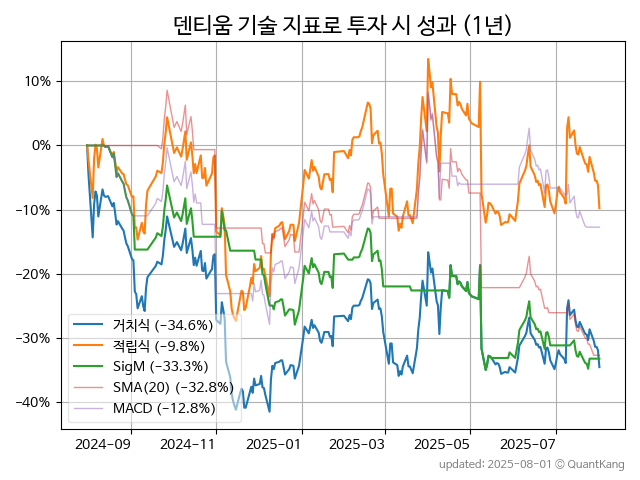 덴티움 기술 지표로 투자 시 성과 (1년)
10%
0%
−10%
−20%
−30%
−40%
거치식 (−34.6%)
적립식 (−9.8%)
SigM (−33.3%)
SMA(20) (−32.8%)
MACD (−12.8%)
2024−09 2024−11 2025−01 2025−03 2025−05 2025−07
updated: 2025-08-01 © QuantKang